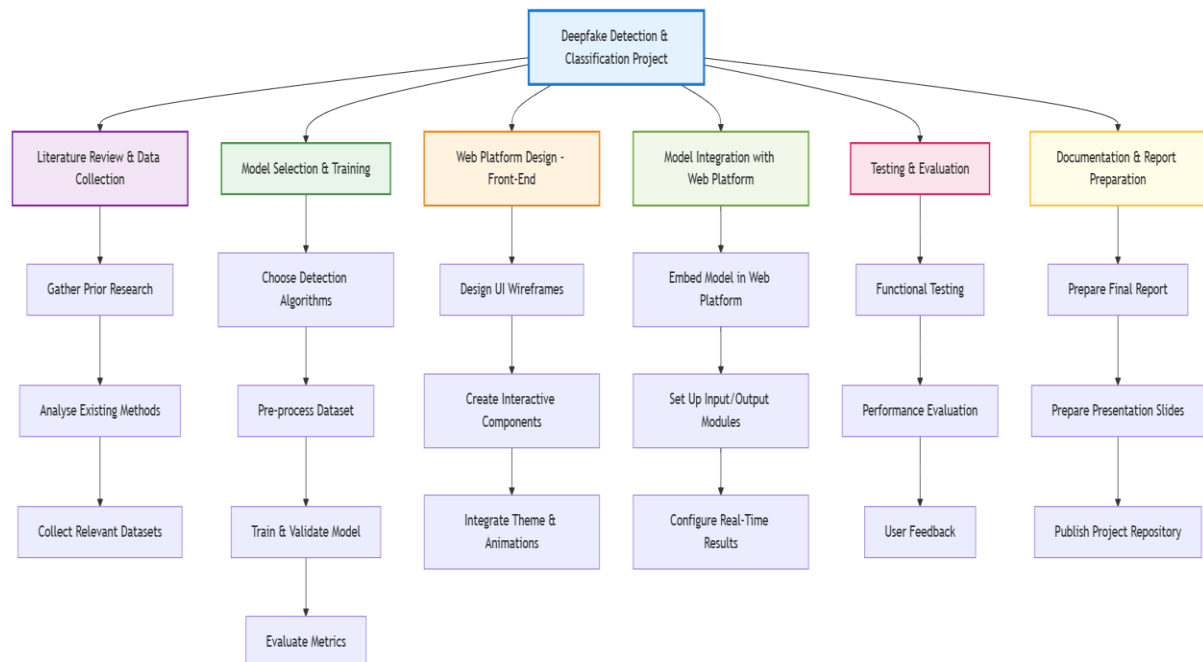 Deepfake Detection &
Classification Project
Literature Review & Data
Collection
Model Selection & Training
Web Platform Design -
Front-End
Model Integration with
Web Platform
Testing & Evaluation
Documentation & Report
Preparation
Gather Prior Research
Choose Detection
Algorithms
Design UI Wireframes
Embed Model in Web
Platform
Functional Testing
Prepare Final Report
Analyse Existing Methods
Pre-process Dataset
Create Interactive
Components
Set Up Input/Output
Modules
Performance Evaluation
Prepare Presentation Slides
Collect Relevant Datasets
Train & Validate Model
Integrate Theme &
Animations
Configure Real-Time
Results
User Feedback
Publish Project Repository
Evaluate Metrics